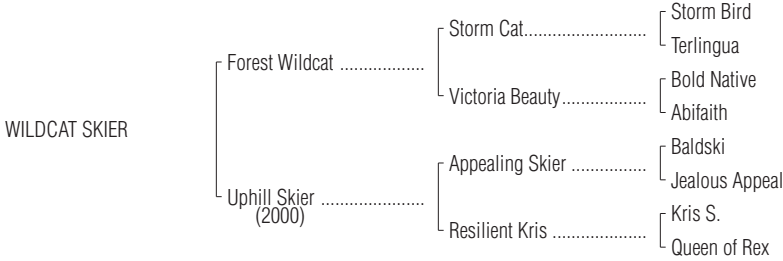 Storm Bird
Storm Cat..........................
Terlingua
Forest Wildcat ..................
Bold Native
Victoria Beauty..................
Abifaith
WILDCAT SKIER
Baldski
Appealing Skier ................
Jealous Appeal
Uphill Skier ......................
(2000)
Kris S.
Resilient Kris ....................
Queen of Rex